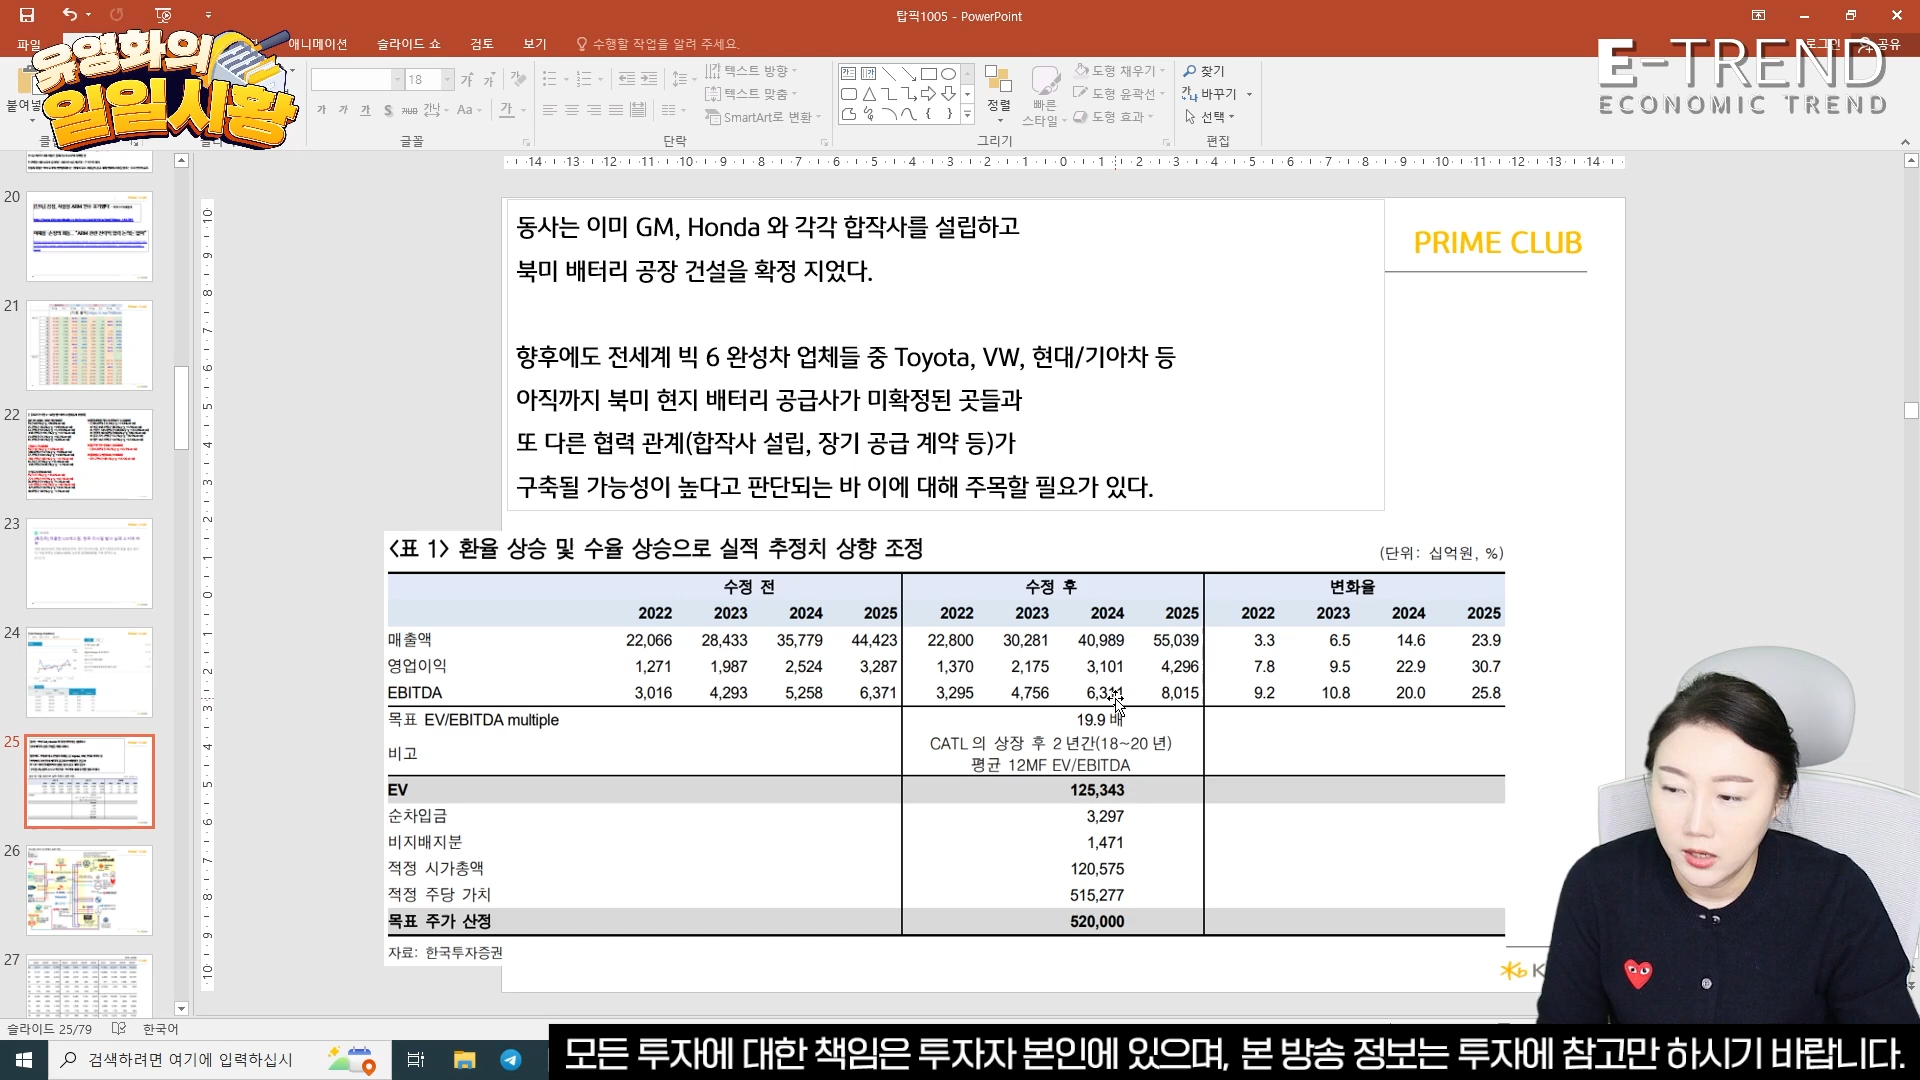 탑픽1005 - PowerPoint
파일
애니메이션
슬라이드 쇼
검토
보기
수행할 작업을 알려 주세요.
로그인
공유
유영화의
일일시황
E-TREND
ECONOMIC TREND
18
텍스트 방향
텍스트 맞춤
SmartArt로 변환
정렬
빠른
스타일
도형 채우기
도형 윤곽선
도형 효과
찾기
바꾸기
선택
글꼴
단락
그리기
편집
20
21
22
23
24
25
26
27
동사는 이미 GM, Honda 와 각각 합작사를 설립하고
북미 배터리 공장 건설을 확정 지었다.
PRIME CLUB
향후에도 전세계 빅 6 완성차 업체들 중 Toyota, VW, 현대/기아차 등
아직까지 북미 현지 배터리 공급사가 미확정된 곳들과
또 다른 협력 관계(합작사 설립, 장기 공급 계약 등)가
구축될 가능성이 높다고 판단되는 바 이에 대해 주목할 필요가 있다.
<표 1> 환율 상승 및 수율 상승으로 실적 추정치 상향 조정
(단위: 십억원, %)
수정 전 수정 후 변화율
2022 2023 2024 2025 2022 2023 2024 2025 2022 2023 2024 2025
매출액 22,066 28,433 35,779 44,423 22,800 30,281 40,989 55,039 3.3 6.5 14.6 23.9
영업이익 1,271 1,987 2,524 3,287 1,370 2,175 3,101 4,296 7.8 9.5 22.9 30.7
EBITDA 3,016 4,293 5,258 6,371 3,295 4,756 8,015 9.2 10.8 20.0 25.8
목표 EV/EBITDA multiple 19.9 배
비고 CATL의 상장 후 2년간(18~20 년)
평균 12MF EV/EBITDA
EV 125,343
순차입금 3,297
비지배지분 1,471
적정 시가총액 120,575
적정 주당 가치 515,277
목표 주가 산정 520,000
자료: 한국투자증권
슬라이드 25/79
한국어
검색하려면 여기에 입력하십시
모든 투자에 대한 책임은 투자자 본인에 있으며, 본 방송 정보는 투자에 참고만 하시기 바랍니다.